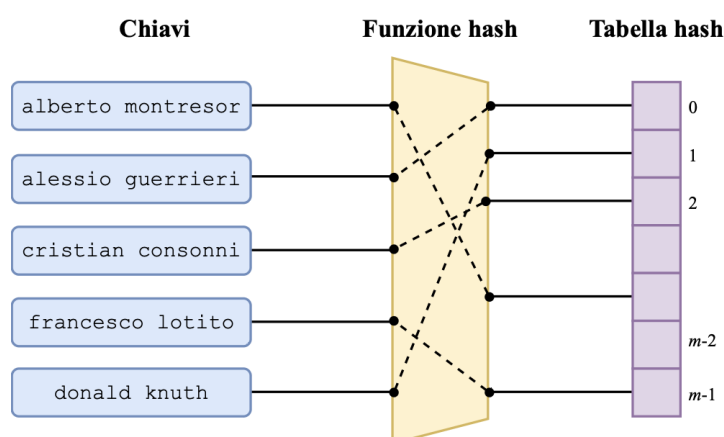 Chiavi
Funzione hash
Tabella hash
alberto montresor
alessio guerrieri
cristian consonni
francesco lotito
donald knuth
0
1
2
m-2
m-1